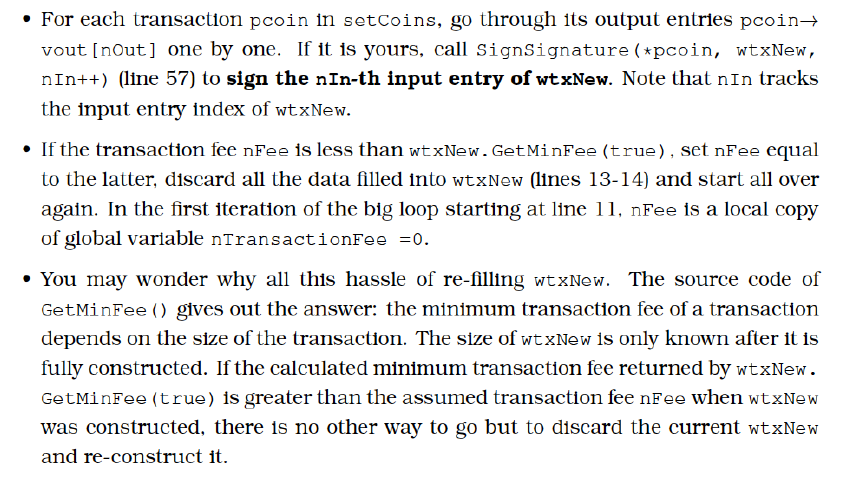 • For each transaction pcoin in setCoins, go through its output entries pcoin→
vout[nOut] one by one. If it is yours, call SignSignature(*pcoin, wtxNew,
nIn++) (line 57) to sign the nIn-th input entry of wtxNew. Note that nIn tracks
the input entry index of wtxNew.
• If the transaction fee nFee is less than wtxNew.GetMinFee(true), set nFee equal
to the latter, discard all the data filled into wtxNew (lines 13-14) and start all over
again. In the first iteration of the big loop starting at line 11, nFee is a local copy
of global variable nTransactionFee =0.
• You may wonder why all this hassle of re-filling wtxNew. The source code of
GetMinFee() gives out the answer: the minimum transaction fee of a transaction
depends on the size of the transaction. The size of wtxNew is only known after it is
fully constructed. If the calculated minimum transaction fee returned by wtxNew.
GetMinFee(true) is greater than the assumed transaction fee nFee when wtxNew
was constructed, there is no other way to go but to discard the current wtxNew
and re-construct it.